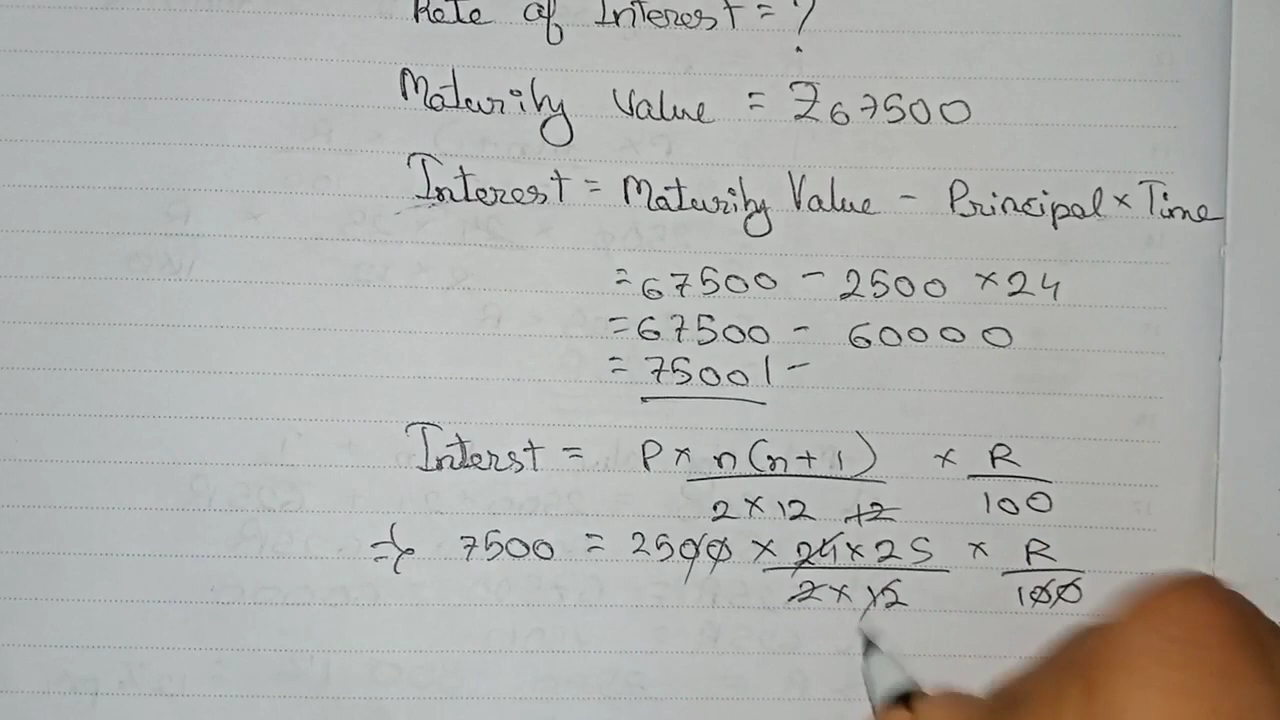 Rate of Interest = ?
Maturity Value = ₹67500
Interest = Maturity Value - Principal × Time
= 67500 - 2500 × 24
= 67500 - 60000
= 7500/-
Interst = P × n(n+1) / 2×12 × R / 100
⇒ 7500 = 2500 × 24×25 / 2×12 × R / 100